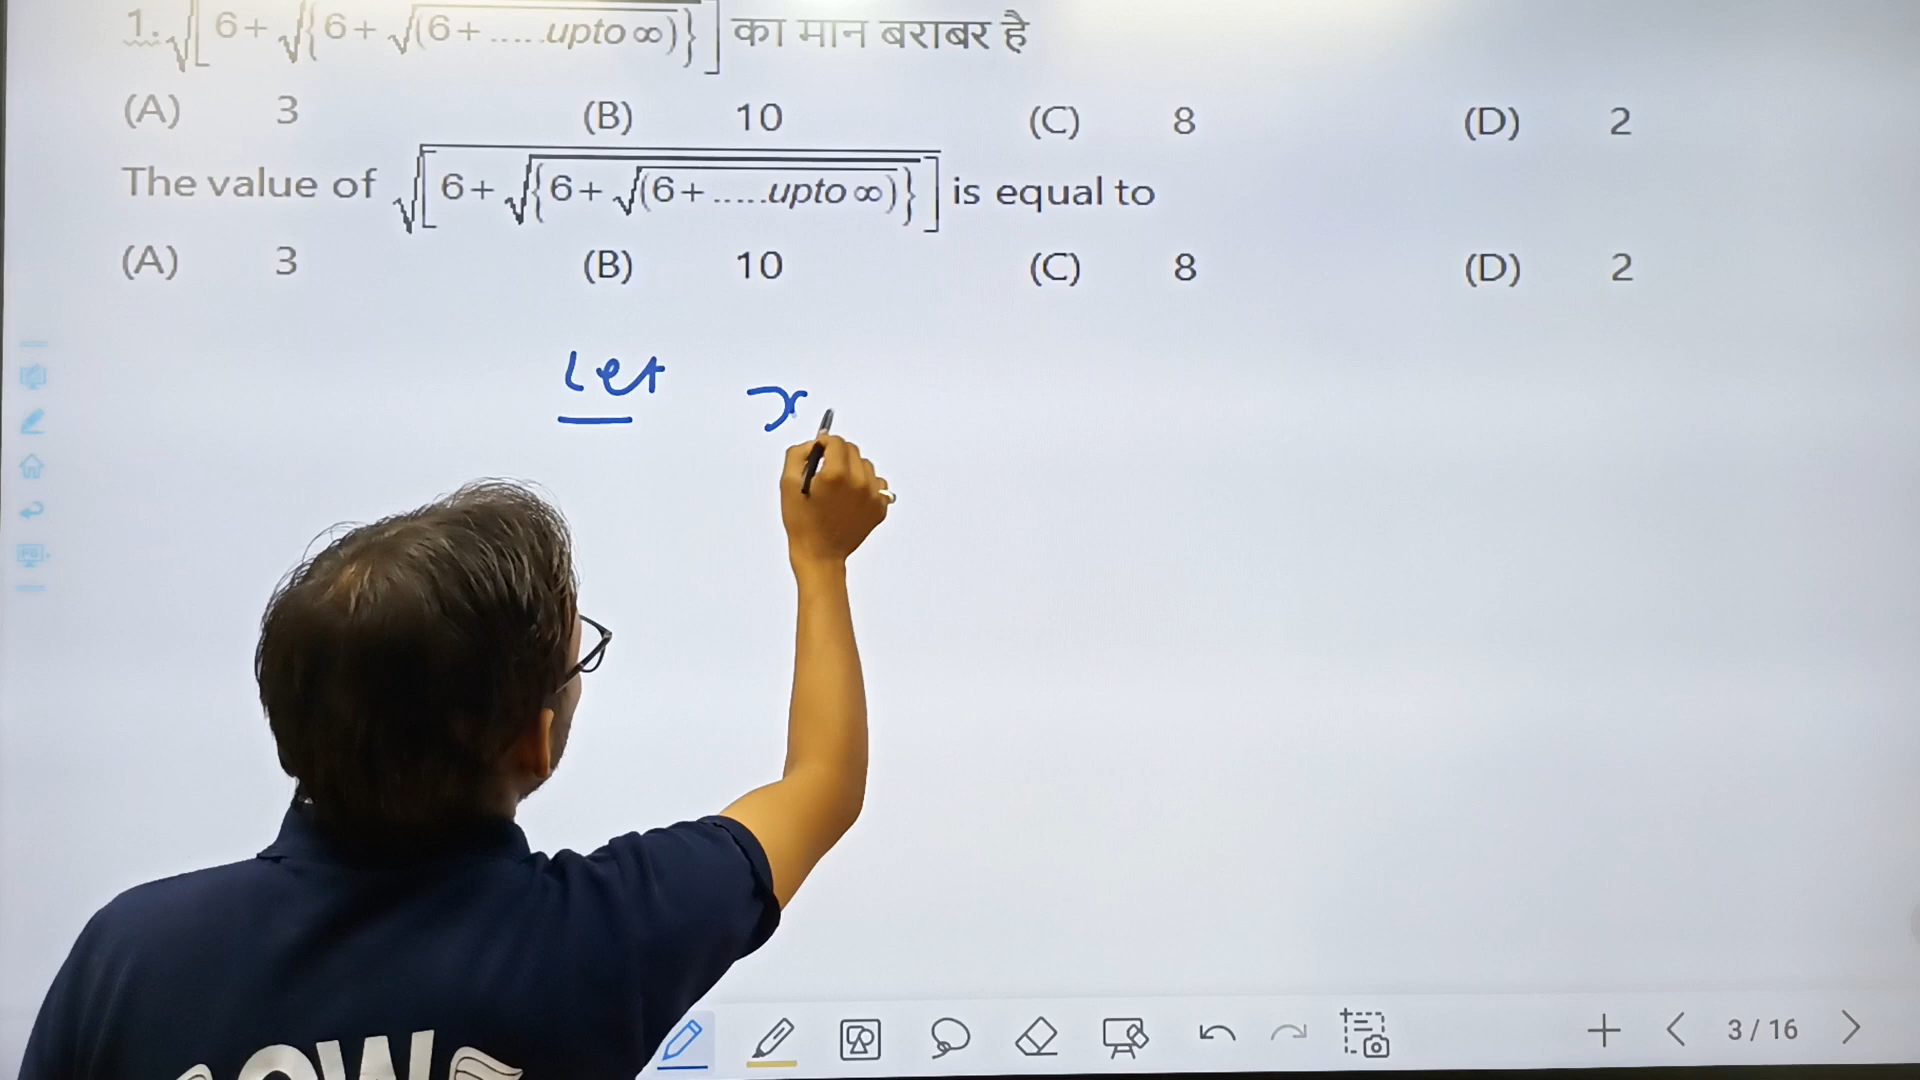 1. √[6+√{6+√(6+.....upto ∞)}] का मान बराबर है
(A) 3 (B) 10 (C) 8 (D) 2
The value of √[6+√{6+√(6+.....upto ∞)}] is equal to
(A) 3 (B) 10 (C) 8 (D) 2
Let x
3 / 16